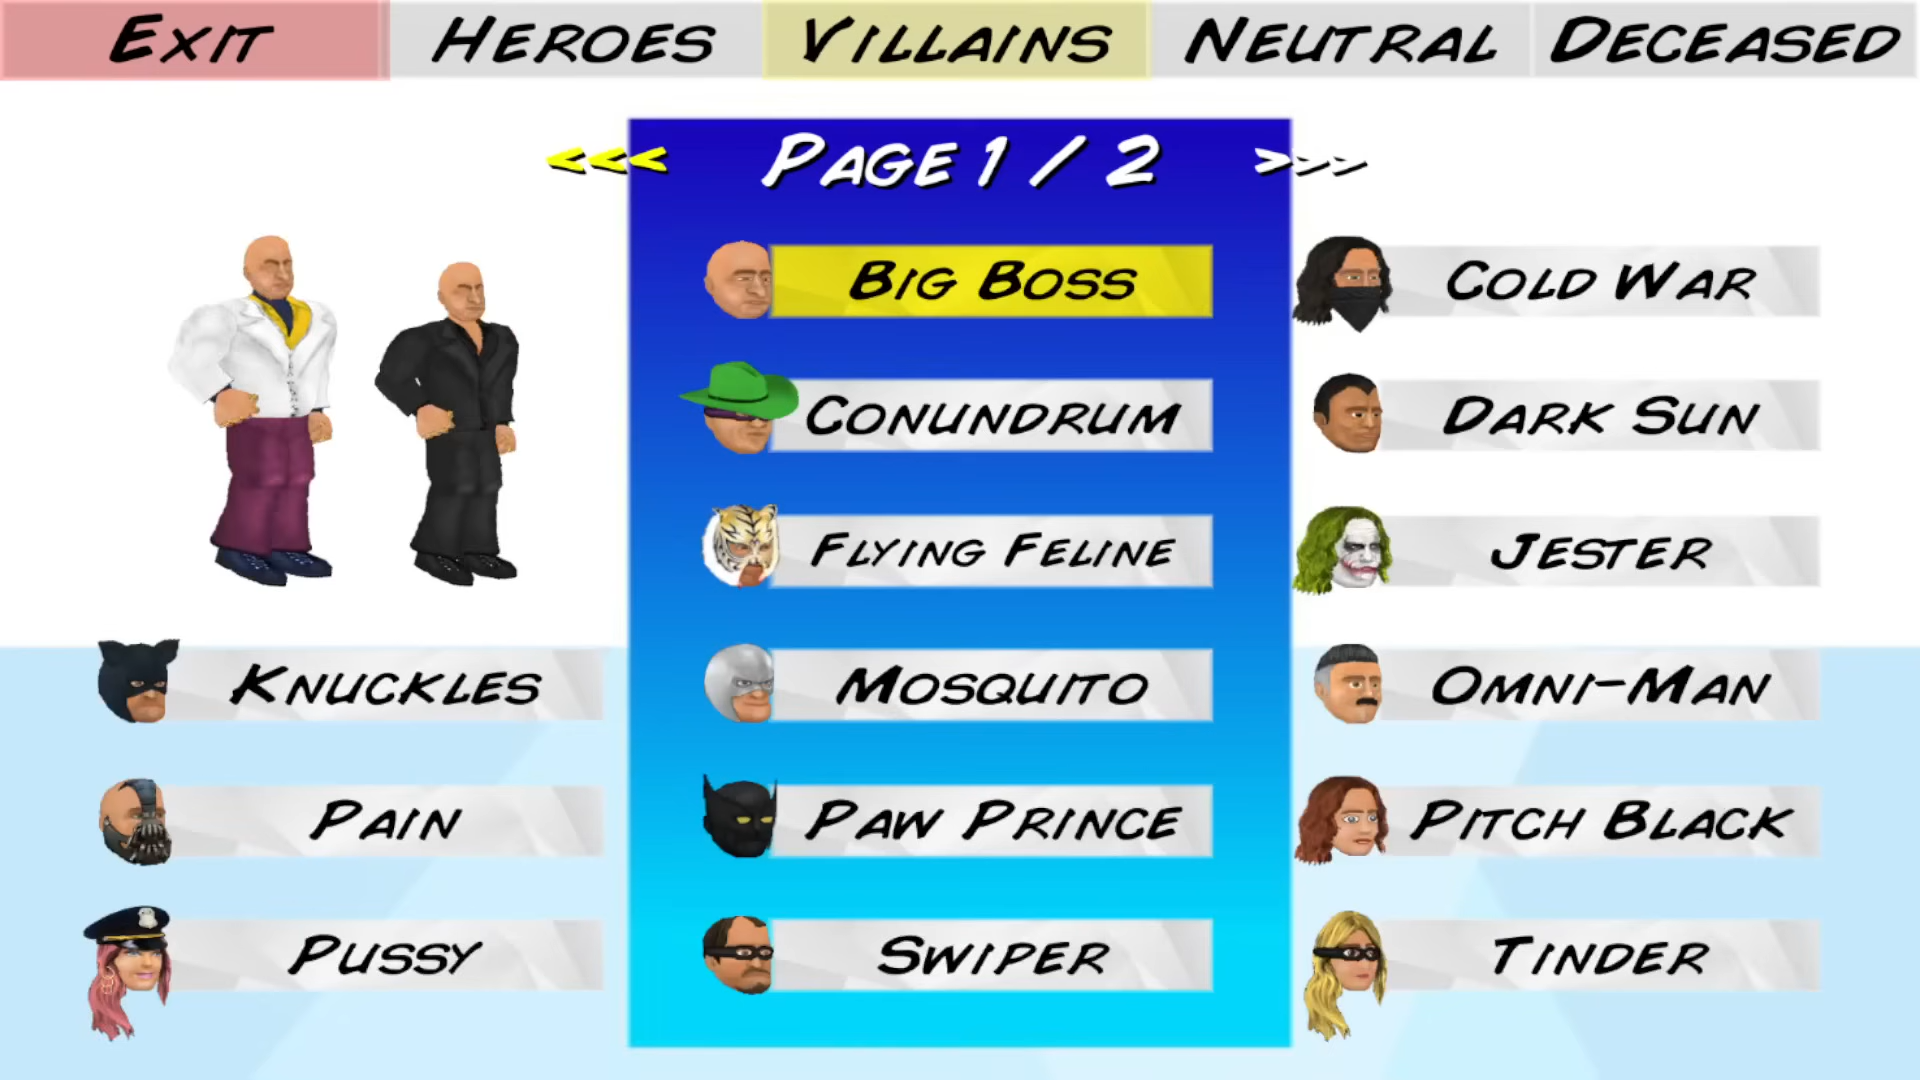 EXIT HEROES VILLAINS NEUTRAL DECEASED
<<< PAGE 1 / 2 >>>
BIG BOSS COLD WAR
CONUNDRUM DARK SUN
FLYING FELINE JESTER
KNUCKLES MOSQUITO OMNI-MAN
PAIN PAW PRINCE PITCH BLACK
PUSSY SWIPER TINDER